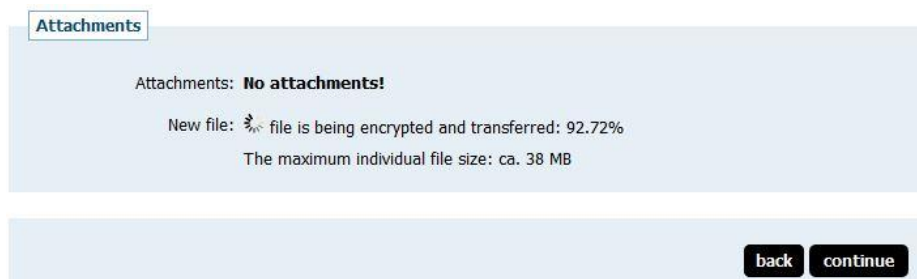 Attachments
Attachments: No attachments!
New file: file is being encrypted and transferred: 92.72%
The maximum individual file size: ca. 38 MB
back continue